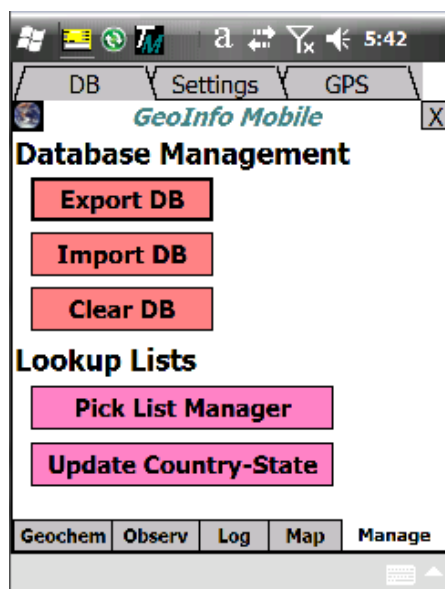 TM a 5:42
DB Settings GPS
GeoInfo Mobile X
Database Management
Export DB
Import DB
Clear DB
Lookup Lists
Pick List Manager
Update Country-State
Geochem Observ Log Map Manage